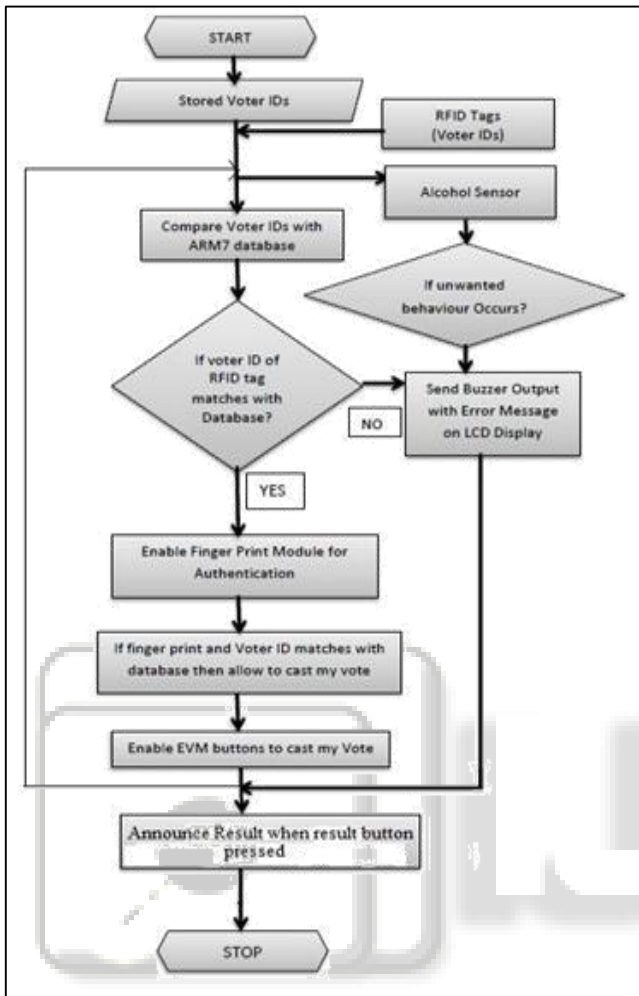 START
Stored Voter IDs
RFID Tags
(Voter IDs)
Alcohol Sensor
Compare Voter IDs with
ARM7 database
If unwanted
behaviour Occurs?
If voter ID of
RFID tag
matches with
Database?
Send Buzzer Output
with Error Message
on LCD Display
NO
YES
Enable Finger Print Module for
Authentication
If finger print and Voter ID matches with
database then allow to cast my vote
Enable EVM buttons to cast my Vote
Announce Result when result button
pressed
STOP